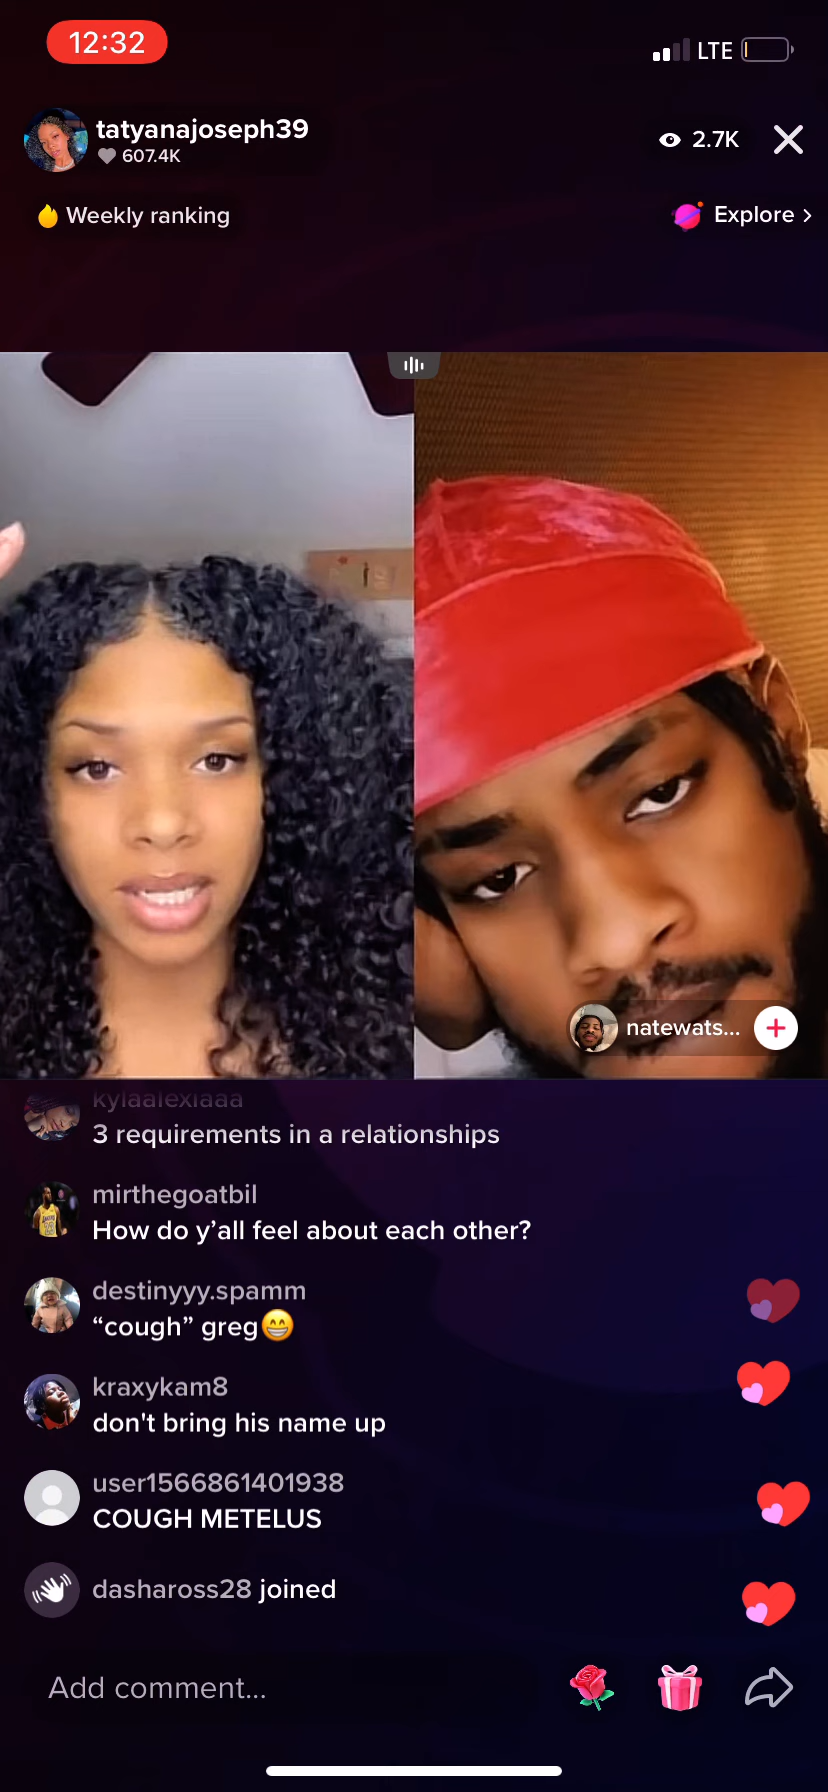 12:32
LTE
tatyanajoseph39
607.4K
2.7K
Weekly ranking
Explore >
natewats...
kylaalexiaaa
3 requirements in a relationships
mirthegoatbil
How do y’all feel about each other?
destinyyy.spamm
“cough” greg😁
kraxykam8
don't bring his name up
user1566861401938
COUGH METELUS
dashaross28 joined
Add comment...